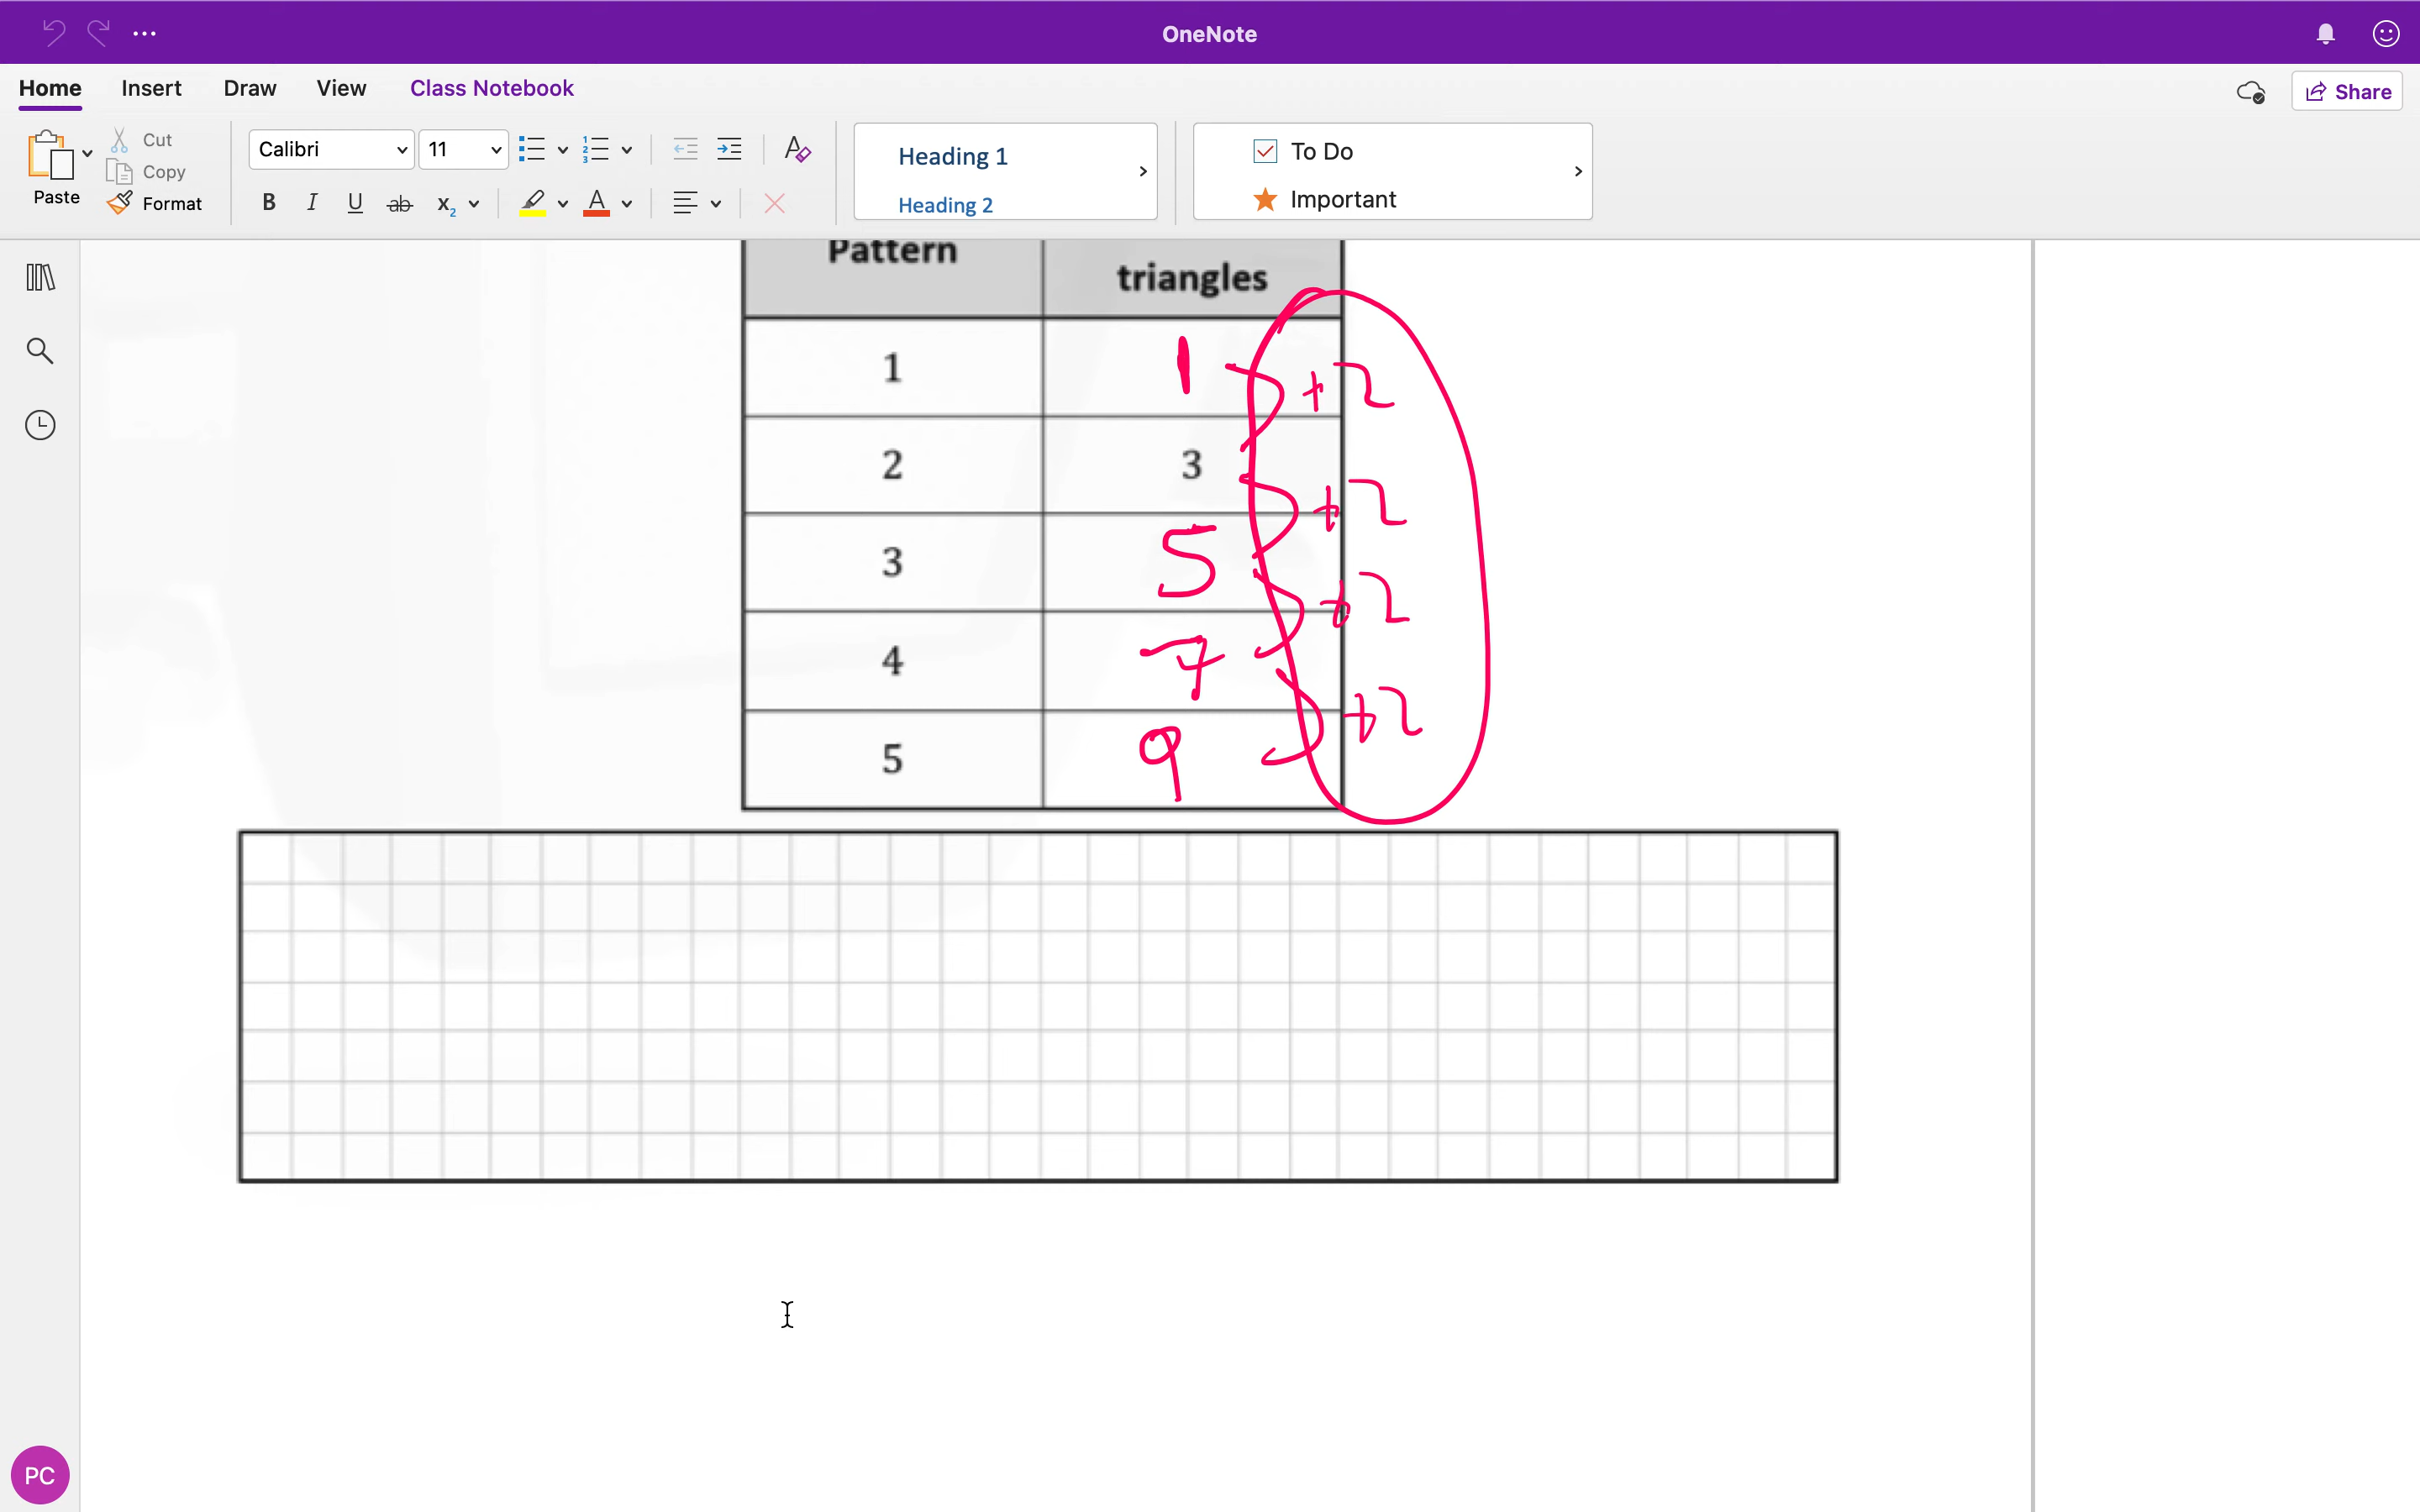 OneNote
Home Insert Draw View Class Notebook
Share
Paste
Cut
Copy
Format
Calibri 11
B I U ab x₂ A
Heading 1
Heading 2
To Do
Important
Pattern triangles
1 1
+2
2 3
+2
3 5
+2
4 7
+2
5 9
PC